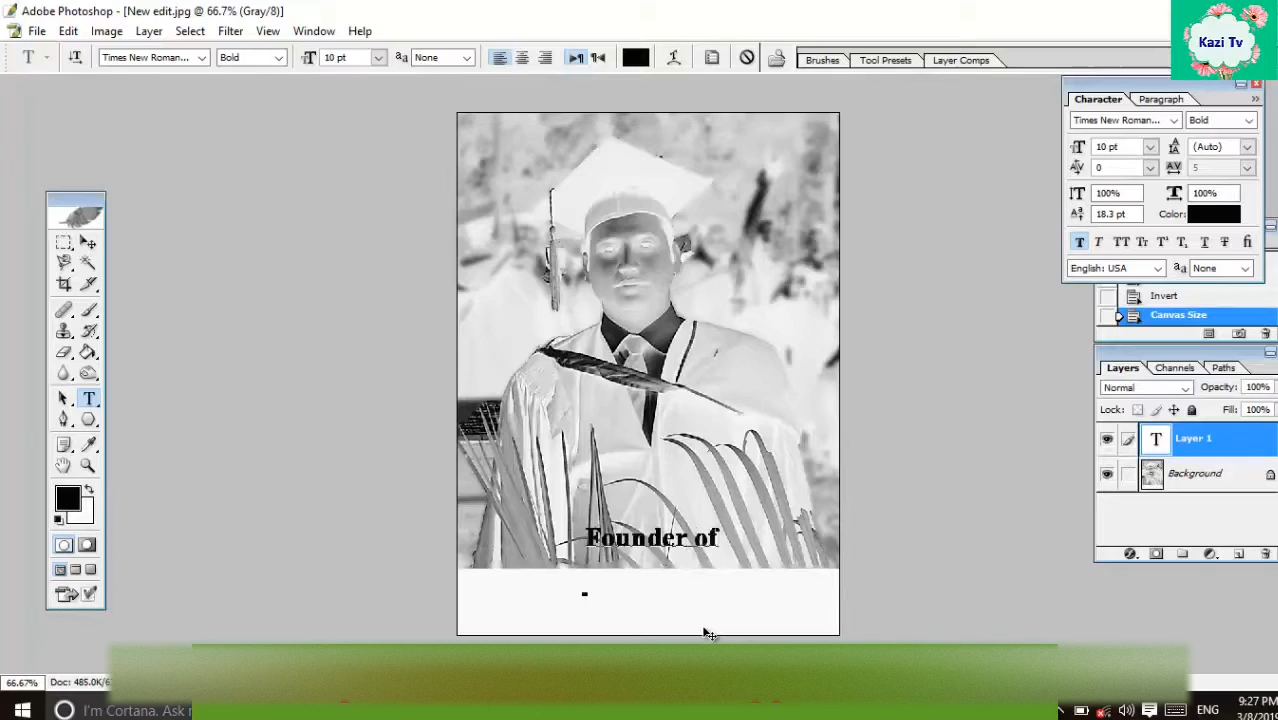 Adobe Photoshop - [New edit.jpg @ 66.7% (Gray/8)]
File Edit Image Layer Select Filter View Window Help
Kazi Tv
T Times New Roman... Bold 10 pt None Brushes Tool Presets Layer Comps
Character Paragraph
Times New Roman... Bold
10 pt (Auto)
0 5
100% 100%
18.3 pt Color:
English: USA None
Invert
Canvas Size
Layers Channels Paths
Normal Opacity: 100%
Lock: Fill: 100%
T Layer 1
Background
Founder of
66.67% Doc: 485.0K/6
I'm Cortana. Ask
ENG
9:27 PM